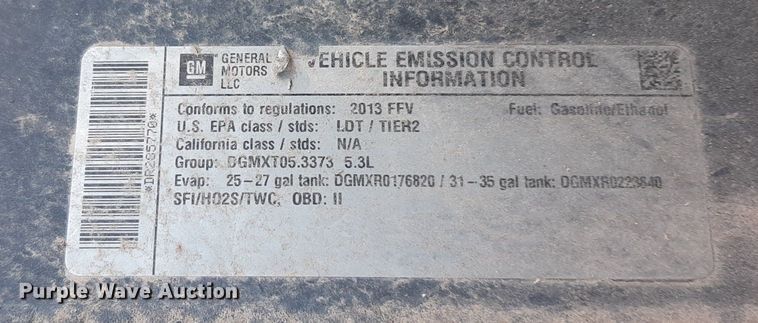 GM
GENERAL MOTORS LLC
VEHICLE EMISSION CONTROL INFORMATION
Conforms to regulations: 2013 FFV Fuel: Gasoline/Ethanol
U.S. EPA class / stds: LDT / TIER2
California class / stds: N/A
Group: DGMXT05.3373 5.3L
Evap: 25-27 gal tank: DGMXR0176820 / 31-35 gal tank: DGMXR0223840
SFI/HO2S/TWC, OBD: II
*DR285770*
Purple Wave Auction